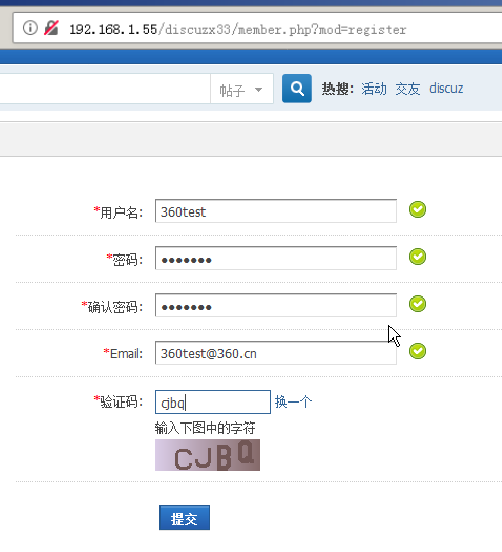 192.168.1.55/discuzx33/member.php?mod=register
帖子 热搜: 活动 交友 discuz
*用户名: 360test
*密码: ●●●●●●●
*确认密码: ●●●●●●●
*Email: 360test@360.cn
*验证码: cjbq 换一个
输入下图中的字符
CJBQ
提交